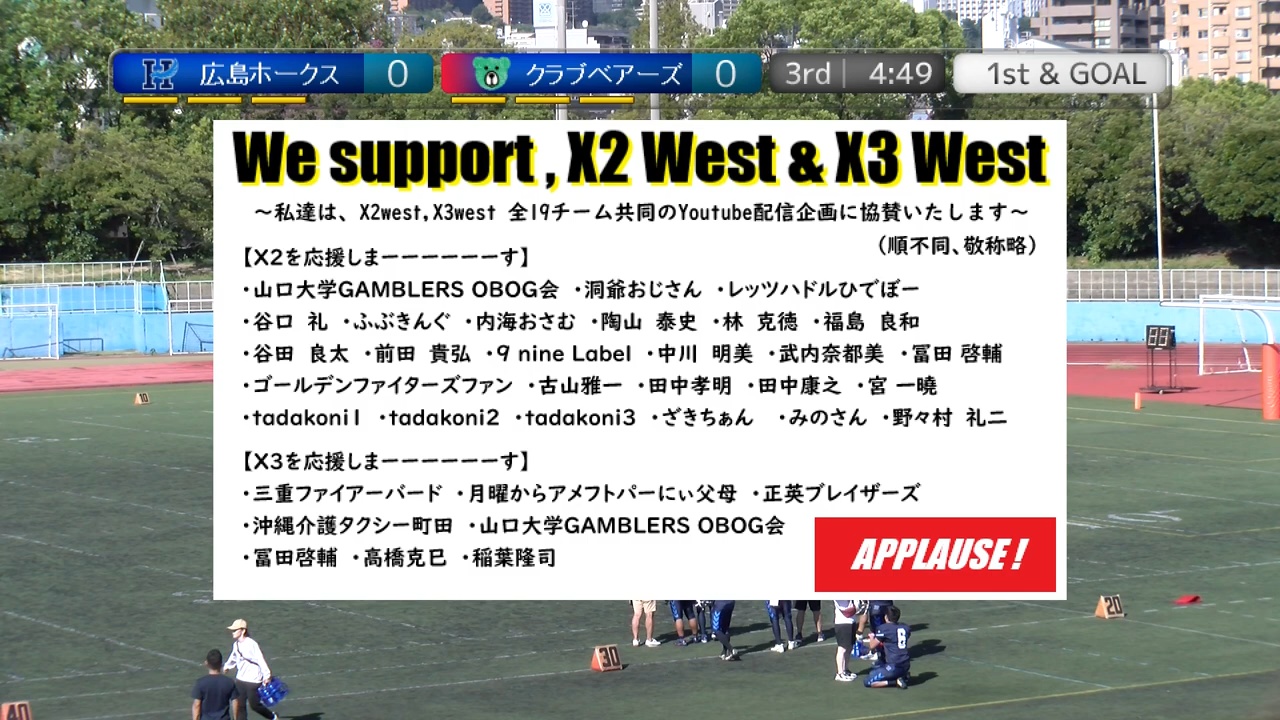 広島ホークス 0 クラブベアーズ 0 3rd 4:49 1st & GOAL
We support , X2 West & X3 West
～私達は、X2west,X3west 全19チーム共同のYoutube配信企画に協賛いたします～
（順不同、敬称略）
【X2を応援しまーーーーーーす】
・山口大学GAMBLERS OBOG会 ・洞爺おじさん ・レッツハドルひでぼー
・谷口 礼 ・ふぶきんぐ ・内海おさむ ・陶山 泰史 ・林 克徳 ・福島 良和
・谷田 良太 ・前田 貴弘 ・9 nine Label ・中川 明美 ・武内奈都美 ・冨田 啓輔
・ゴールデンファイターズファン ・古山雅一 ・田中孝明 ・田中康之 ・宮 一曉
・tadakoni1 ・tadakoni2 ・tadakoni3 ・ざきちぁん ・みのさん ・野々村 礼二
【X3を応援しまーーーーーーす】
・三重ファイアーバード ・月曜からアメフトパーにぃ父母 ・正英ブレイザーズ
・沖縄介護タクシー町田 ・山口大学GAMBLERS OBOG会
・冨田啓輔 ・高橋克巳 ・稲葉隆司
APPLAUSE!
10
20
30
40
8